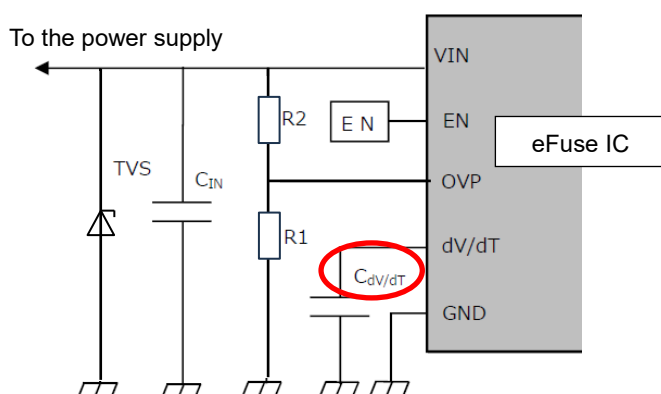 To the power supply
VIN
R2
E N
EN
eFuse IC
TVS
CIN
OVP
R1
dV/dT
CdV/dT
GND